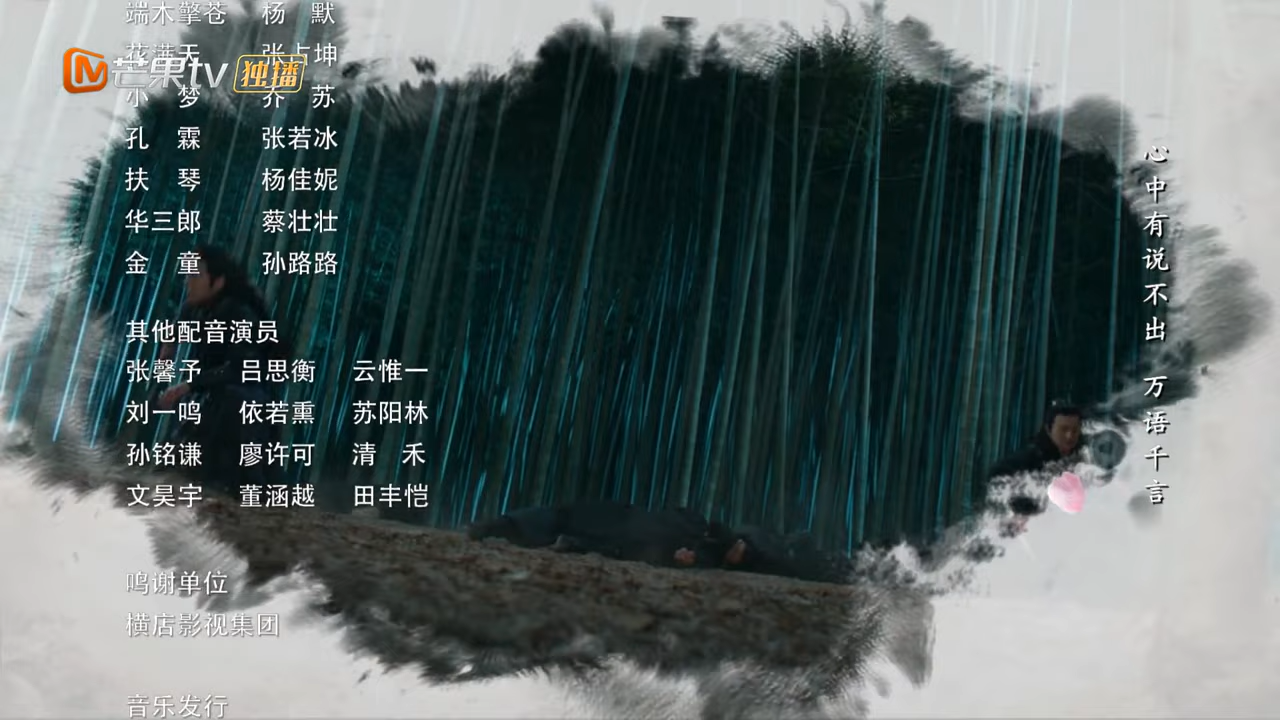 端木擎苍 杨 默
花满天 张占坤
芒果tv 独播
小 梦 乔 苏
孔 霖 张若冰
扶 琴 杨佳妮
华三郎 蔡壮壮
金 童 孙路路
其他配音演员
张馨予 吕思衡 云惟一
刘一鸣 依若熏 苏阳林
孙铭谦 廖许可 清 禾
文昊宇 董涵越 田丰恺
鸣谢单位
横店影视集团
音乐发行
心中有说不出 万语千言